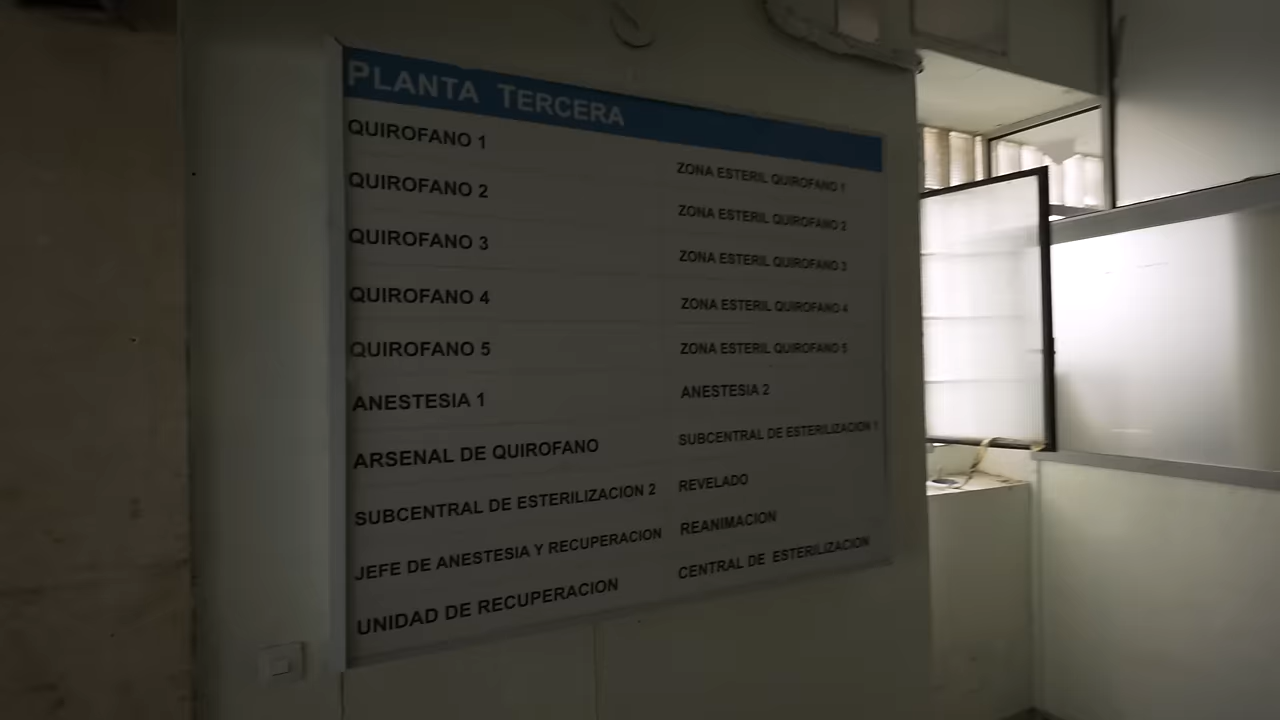 PLANTA TERCERA
QUIROFANO 1
QUIROFANO 2
QUIROFANO 3
QUIROFANO 4
QUIROFANO 5
ANESTESIA 1
ARSENAL DE QUIROFANO
SUBCENTRAL DE ESTERILIZACION 2
JEFE DE ANESTESIA Y RECUPERACION
UNIDAD DE RECUPERACION
ZONA ESTERIL QUIROFANO 1
ZONA ESTERIL QUIROFANO 2
ZONA ESTERIL QUIROFANO 3
ZONA ESTERIL QUIROFANO 4
ZONA ESTERIL QUIROFANO 5
ANESTESIA 2
SUBCENTRAL DE ESTERILIZACION 1
REVELADO
REANIMACION
CENTRAL DE ESTERILIZACION